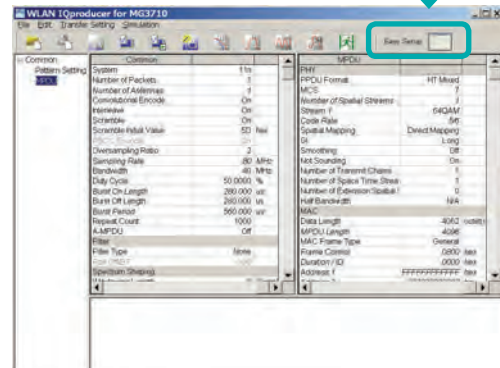 WLAN IQproducer for MG3710
File Edit Transfer Setting Simulation
Easy Setup
Common
Pattern Setting
MPDU
Common
System 11n
Number of Packets 1
Number of Antennas 1
Convolutional Encode On
Interleave On
Scramble On
Scramble Initial Value 5D Hex
Oversampling Ratio 2
Sampling Rate 80 MHz
Bandwidth 40 MHz
Duty Cycle 50.0000 %
Burst On Length 280.000 us
Burst Off Length 280.000 us
Burst Period 560.000 us
Repeat Count 1000
A-MPDU Off
Filter
Filter Type None
Spectrum Shaping
MPDU
PHY
PPDU Format HT Mixed
MCS 7
Number of Spatial Streams 1
Stream 1 64QAM
Code Rate 5/6
Spatial Mapping Direct Mapping
GI Long
Smoothing Off
Not Sounding On
Number of Transmit Chains 1
Number of Space Time Strea 1
Number of Extension Spatial 0
Half Bandwidth N/A
MAC
Data Length 4062
MPDU Length 4096
MAC Frame Type General
Frame Control 0800 Hex
Duration / ID 0000 Hex
Address 1 FFFFFFFFFFFF Hex